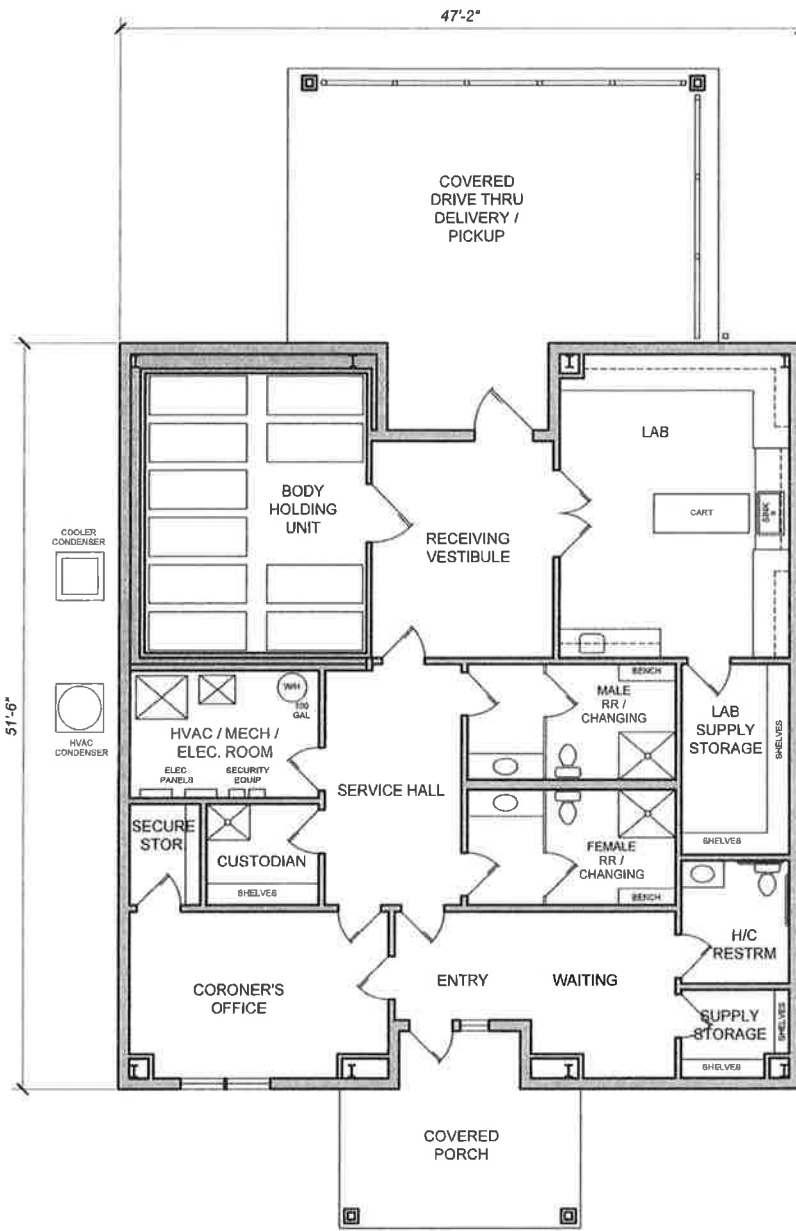 47'-2"
COVERED
DRIVE THRU
DELIVERY /
PICKUP
51'-6"
COOLER
CONDENSER
HVAC
CONDENSER
BODY
HOLDING
UNIT
RECEIVING
VESTIBULE
LAB
CART
SINK
W/H
100
GAL
HVAC / MECH /
ELEC. ROOM
ELEC
PANELS
SECURITY
EQUIP
SERVICE HALL
BENCH
MALE
RR /
CHANGING
LAB
SUPPLY
STORAGE
SHELVES
SHELVES
SECURE
STOR.
CUSTODIAN
SHELVES
FEMALE
RR /
CHANGING
BENCH
H/C
RESTRM
CORONER'S
OFFICE
ENTRY
WAITING
SUPPLY
STORAGE
SHELVES
SHELVES
COVERED
PORCH